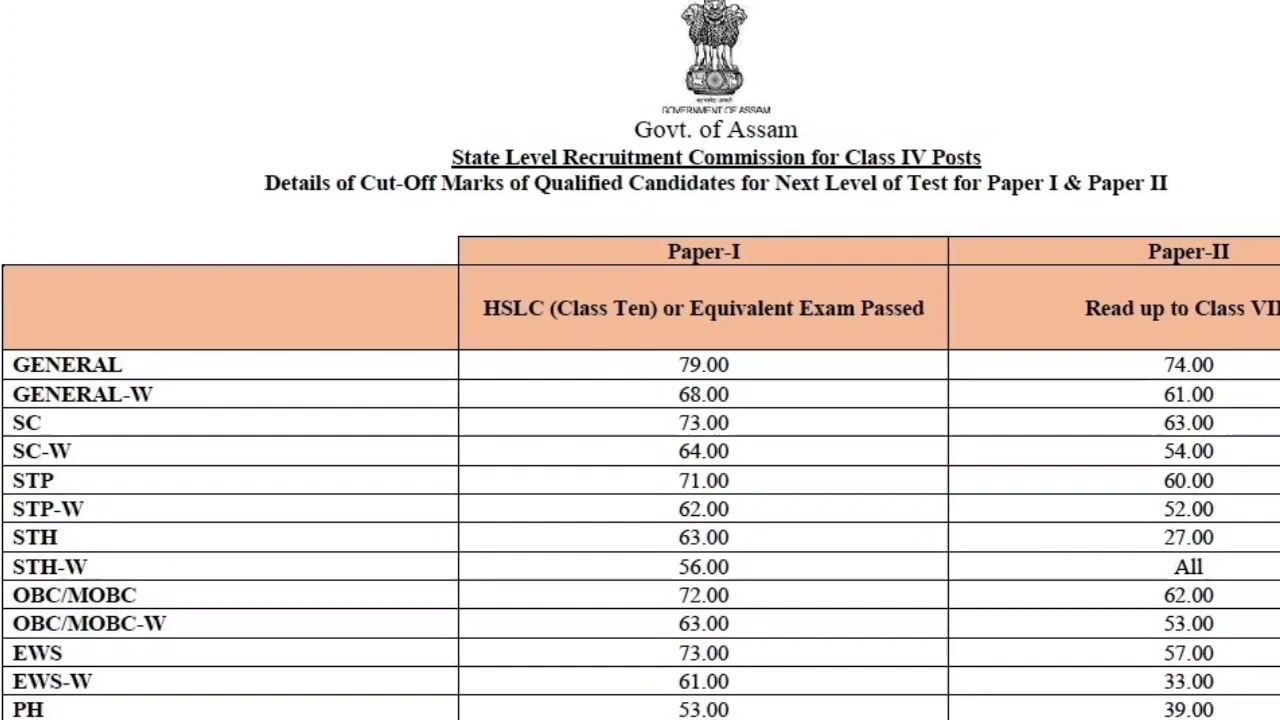 GOVERNMENT OF ASSAM
Govt. of Assam
State Level Recruitment Commission for Class IV Posts
Details of Cut-Off Marks of Qualified Candidates for Next Level of Test for Paper I & Paper II
Paper-I Paper-II
HSLC (Class Ten) or Equivalent Exam Passed Read up to Class
GENERAL 79.00 74.00
GENERAL-W 68.00 61.00
SC 73.00 63.00
SC-W 64.00 54.00
STP 71.00 60.00
STP-W 62.00 52.00
STH 63.00 27.00
STH-W 56.00 All
OBC/MOBC 72.00 62.00
OBC/MOBC-W 63.00 53.00
EWS 73.00 57.00
EWS-W 61.00 33.00
PH 53.00 39.00